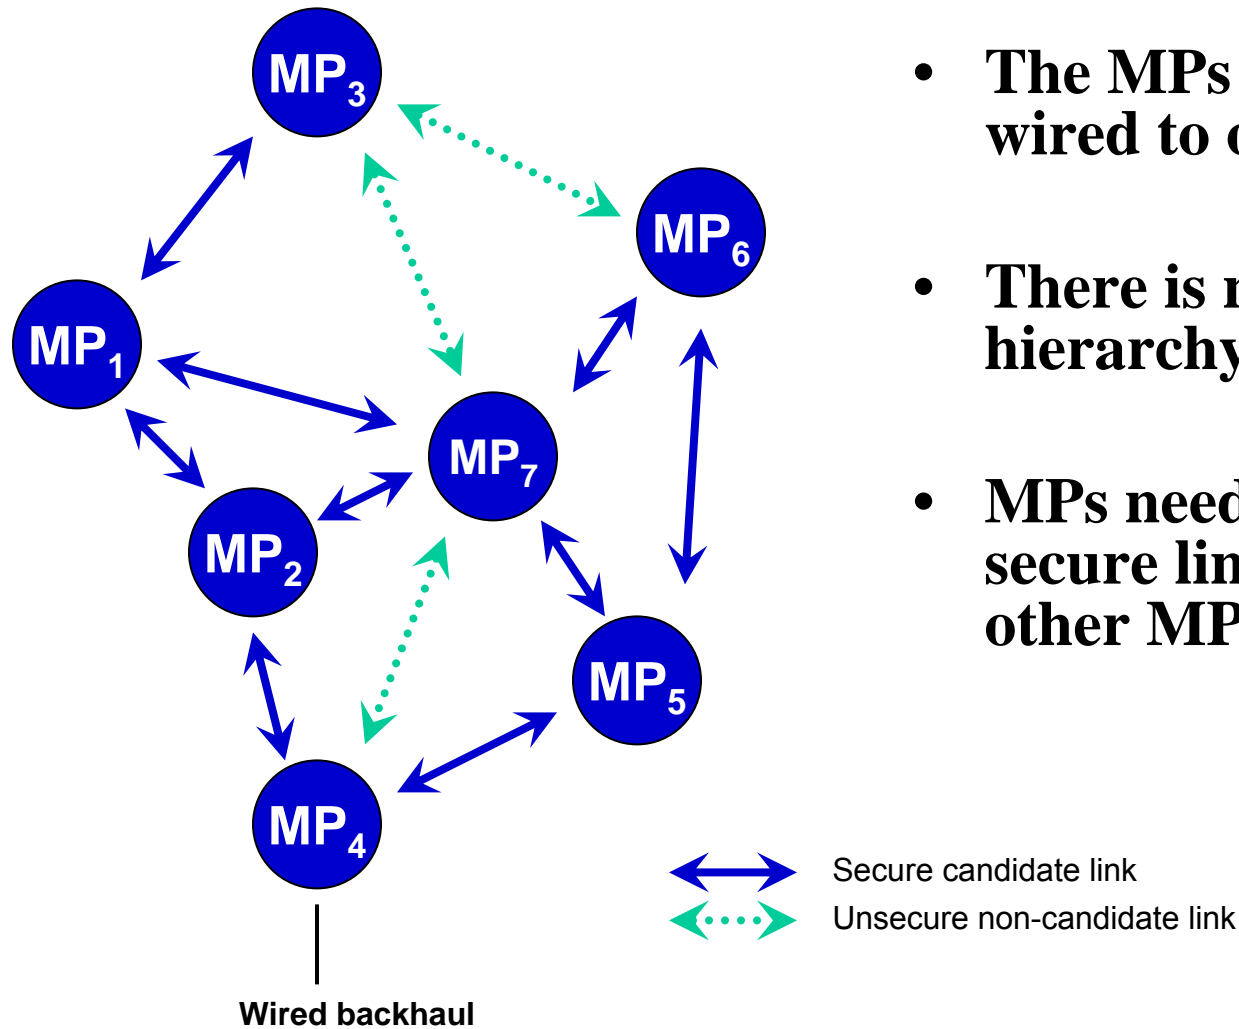 MP3
MP6
MP1
MP7
MP2
MP5
MP4
Wired backhaul
• The MPs
wired to
• There is
hierarchy
• MPs need
secure
other MP
Secure candidate link
Unsecure non-candidate link